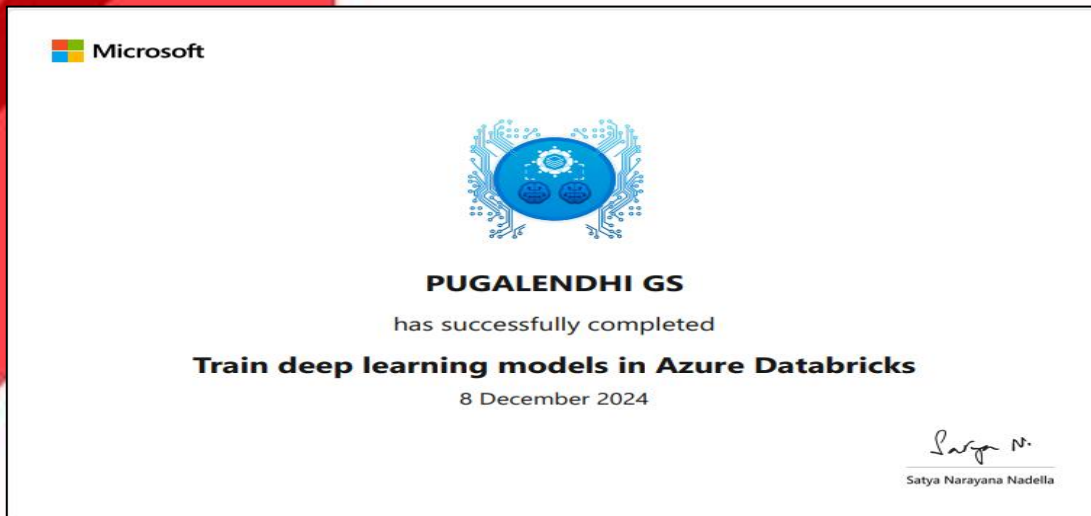 Microsoft
PUGALENDHI GS
has successfully completed
Train deep learning models in Azure Databricks
8 December 2024
Satya N.
Satya Narayana Nadella